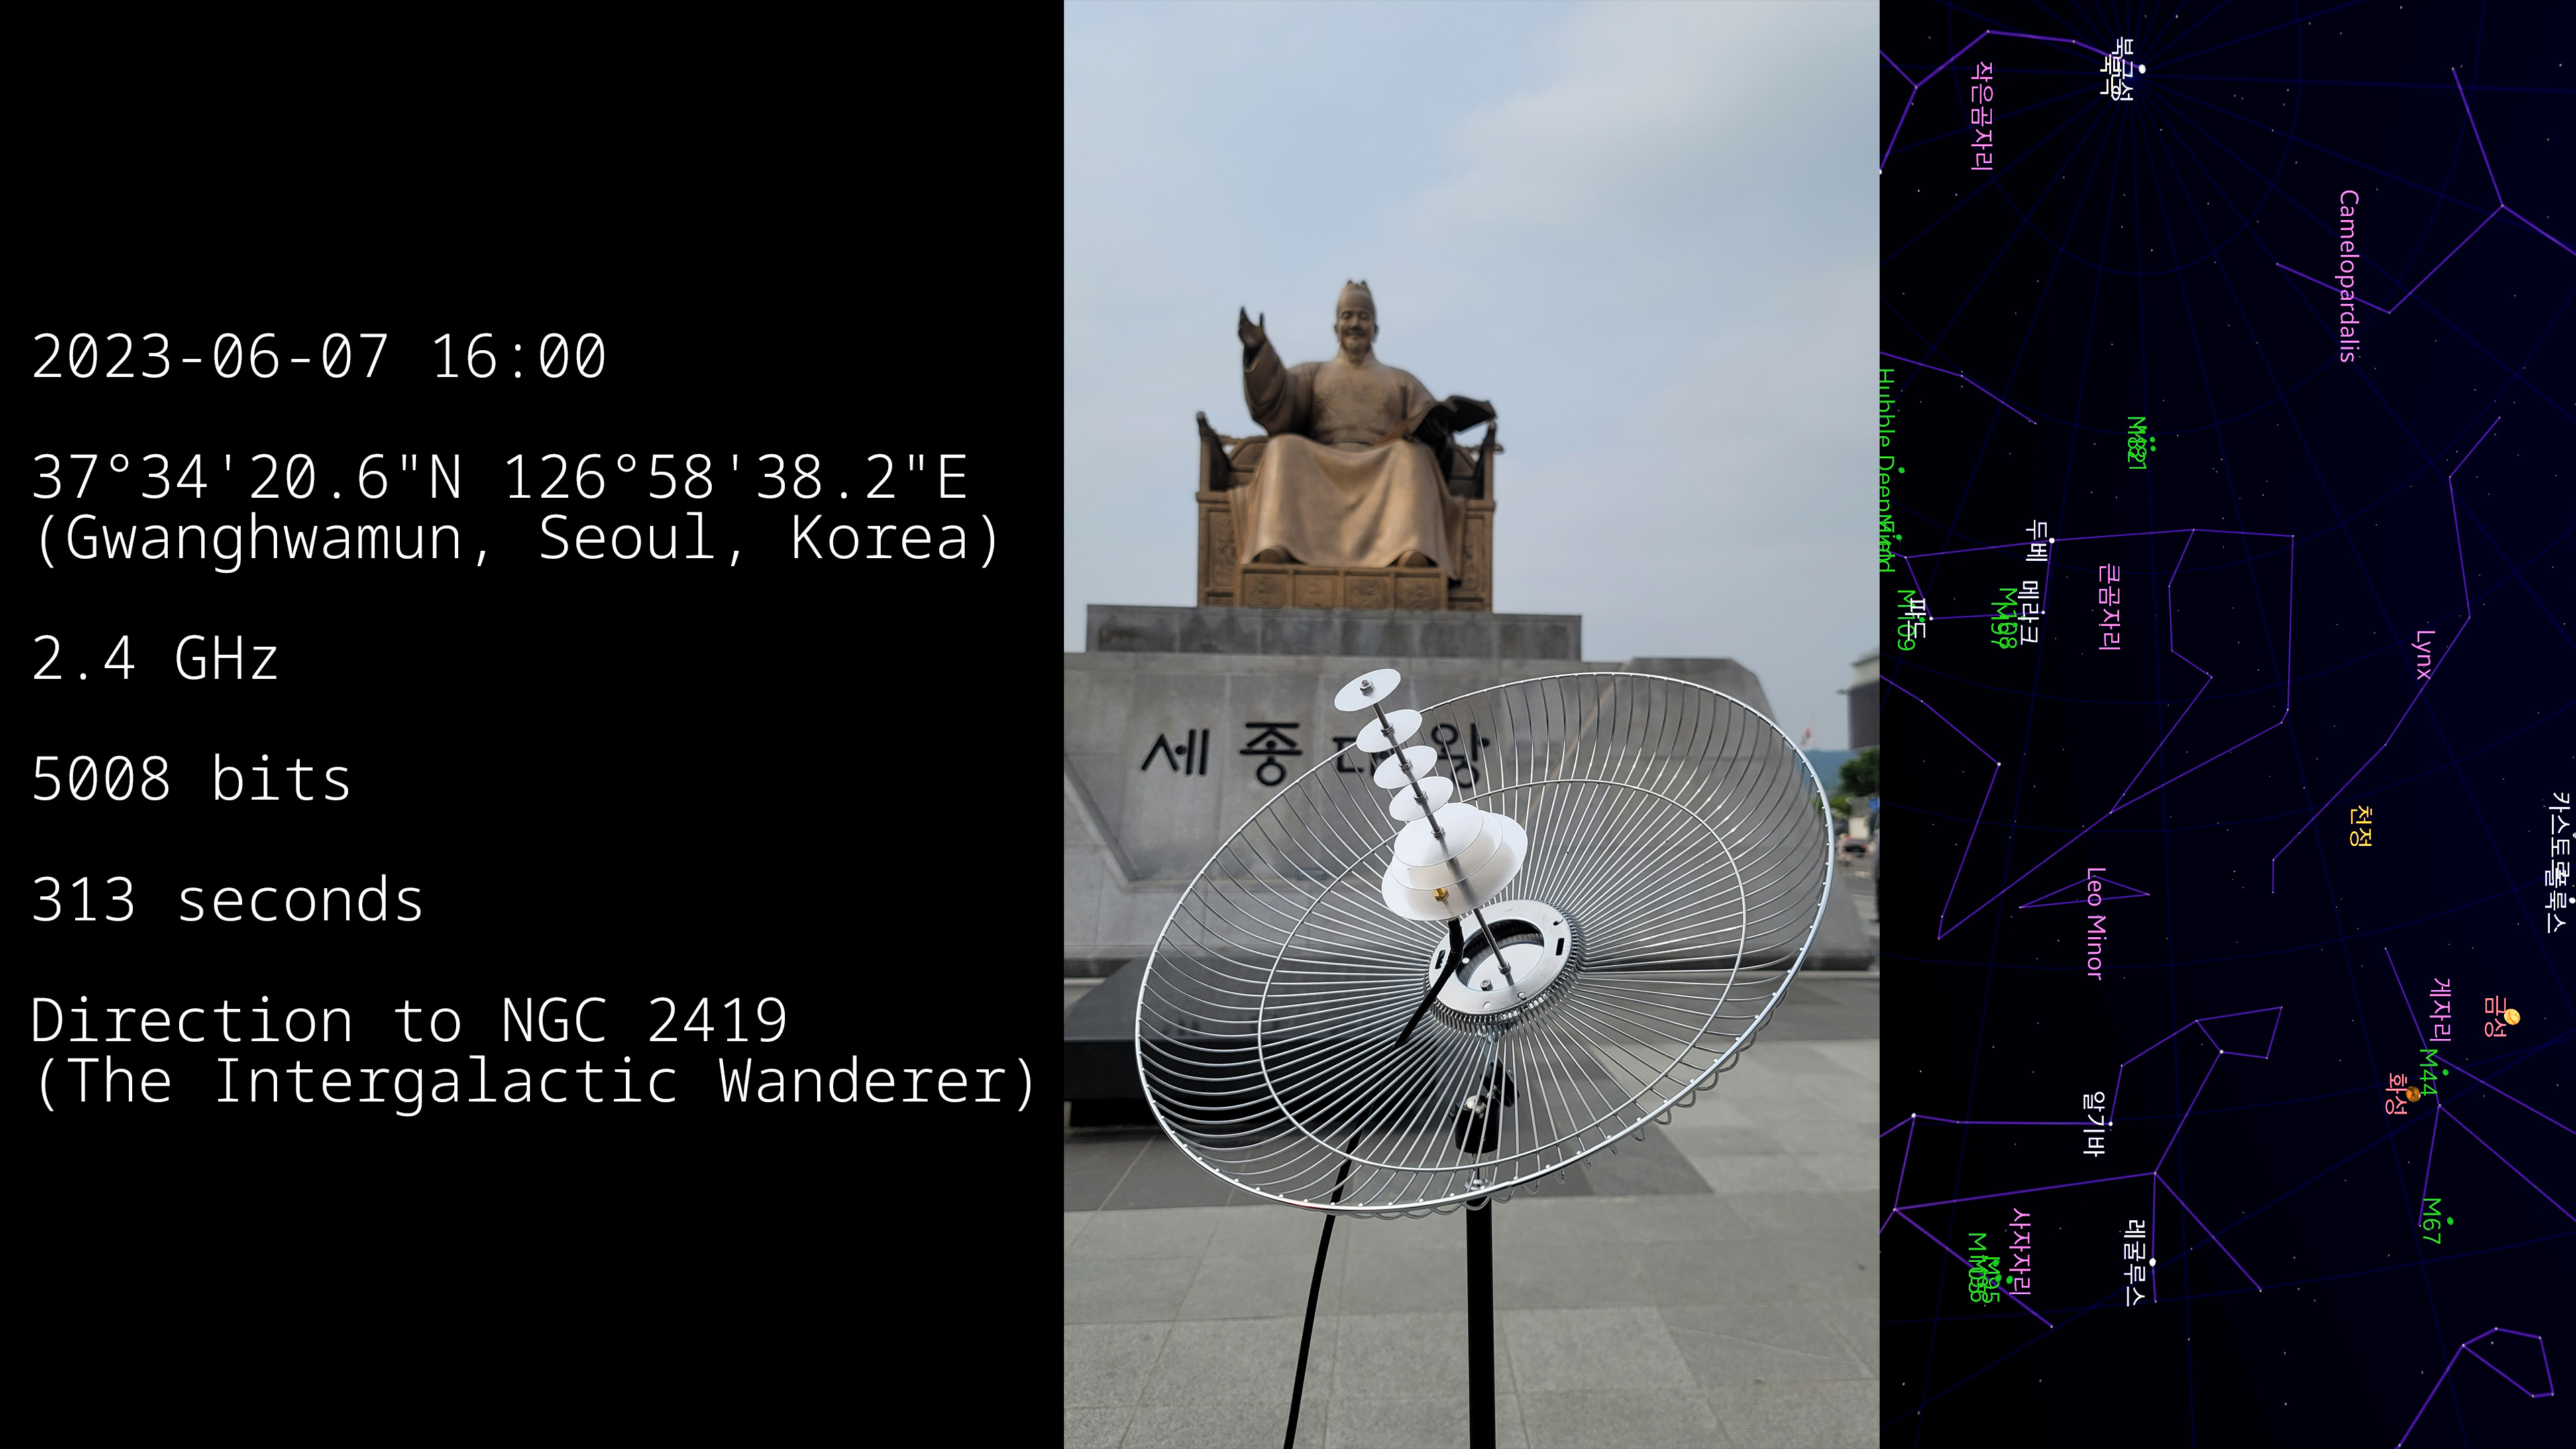 2023-06-07 16:00
37°34'20.6"N 126°58'38.2"E
(Gwanghwamun, Seoul, Korea)
2.4 GHz
5008 bits
313 seconds
Direction to NGC 2419
(The Intergalactic Wanderer)
세종대왕
북극성
작은곰자리
Camelopardalis
두베
메라크
큰곰자리
Lynx
M109
천정
Leo Minor
게자리
금성
M44
화성
알기바
M67
사자자리
레굴루스
M95
카스토르
폴룩스